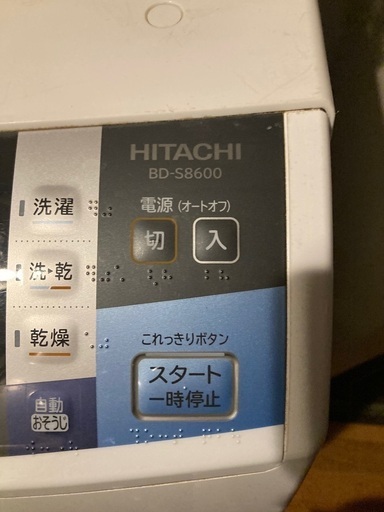 HITACHI
BD-S8600
電源(オートオフ)
切 入
洗濯
洗▸乾
乾燥
自動
おそうじ
これっきりボタン
スタート
一時停止